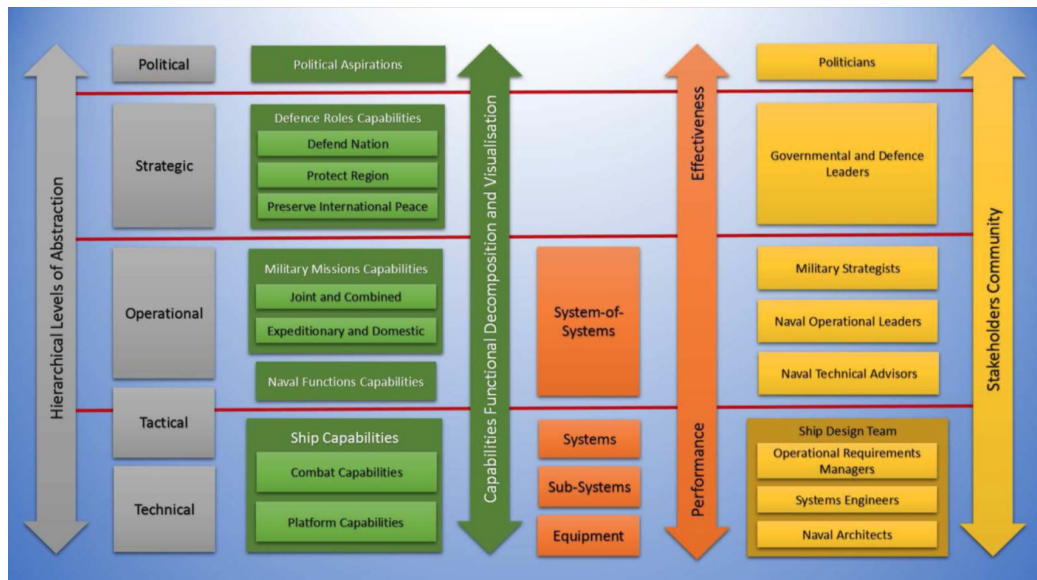 Hierarchical Levels of Abstraction
Political
Strategic
Operational
Tactical
Technical
Political Aspirations
Defence Roles Capabilities
Defend Nation
Protect Region
Preserve International Peace
Military Missions Capabilities
Joint and Combined
Expeditionary and Domestic
Naval Functions Capabilities
Ship Capabilities
Combat Capabilities
Platform Capabilities
Capabilities Functional Decomposition and Visualisation
System-of-
Systems
Systems
Sub-Systems
Equipment
Effectiveness
Performance
Politicians
Governmental and Defence
Leaders
Military Strategists
Naval Operational Leaders
Naval Technical Advisors
Ship Design Team
Operational Requirements
Managers
Systems Engineers
Naval Architects
Stakeholders Community